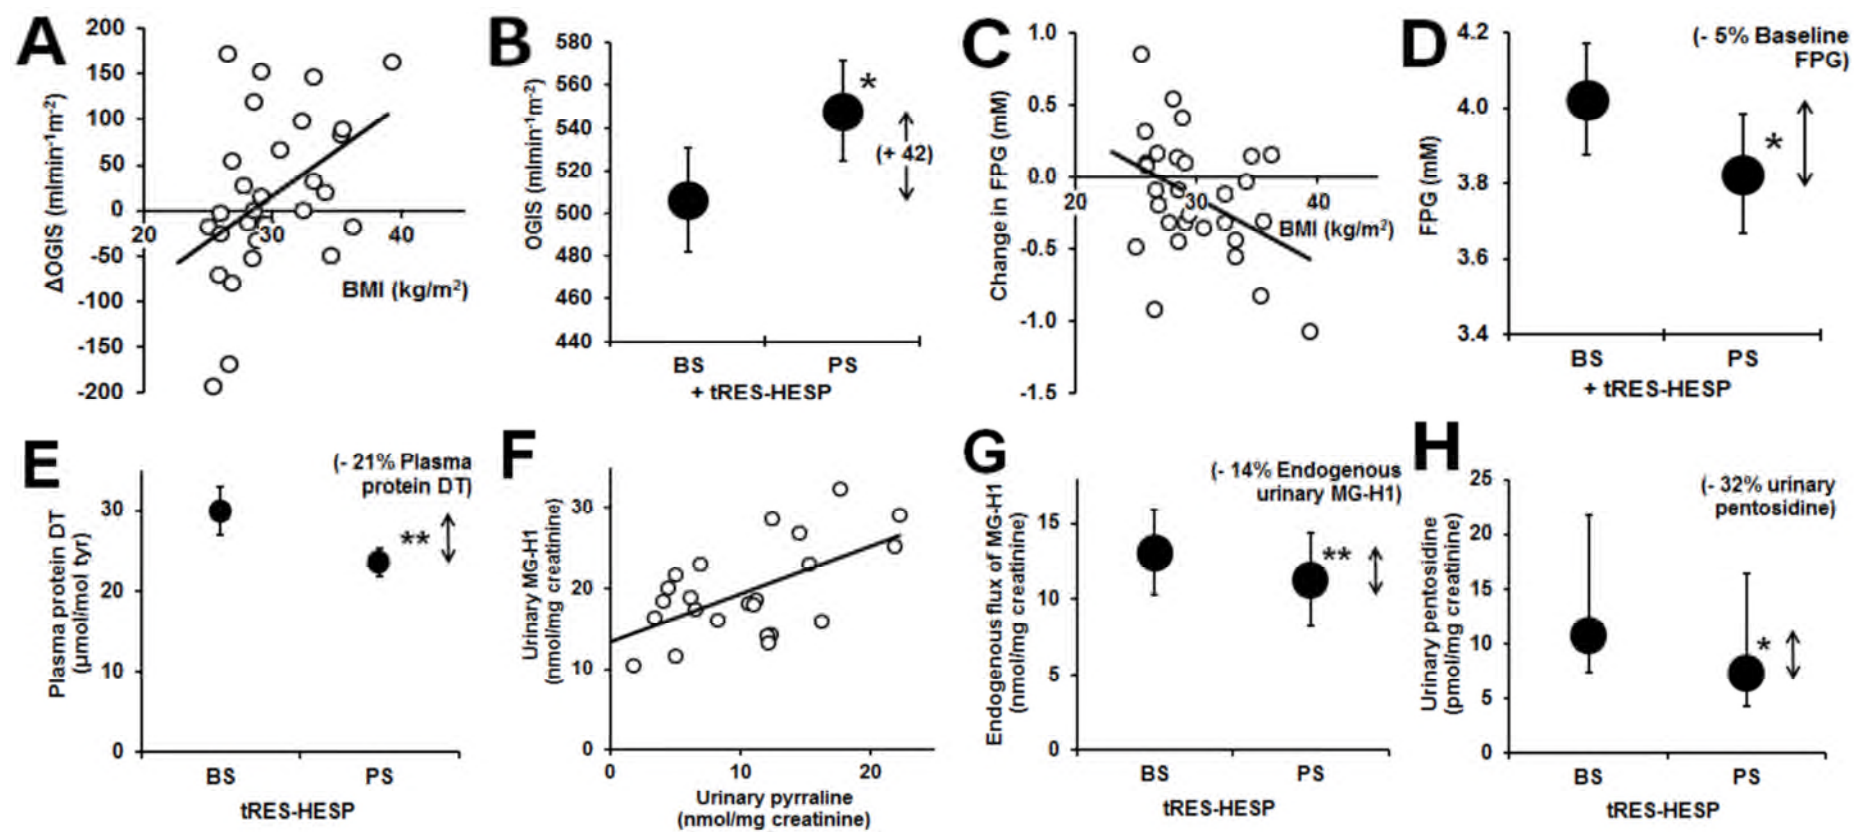 A
200
150
100
50
0
-50
-100
-150
-200
20
30
40
ΔOGIS (mlmin-1m-2)
BMI (kg/m2)
B
580
560
540
520
500
480
460
440
OGIS (mlmin-1m-2)
*
(+ 42)
BS
PS
+ tRES-HESP
C
1.0
0.5
0.0
-0.5
-1.0
-1.5
20
30
40
Change in FPG (mM)
BMI (kg/m2)
D
4.2
4.0
3.8
3.6
3.4
FPG (mM)
(- 5% Baseline
FPG)
*
BS
PS
+ tRES-HESP
E
30
20
10
0
Plasma protein DT
(µmol/mol tyr)
(- 21% Plasma
protein DT)
**
BS
PS
tRES-HESP
F
30
20
10
0
Urinary MG-H1
(nmol/mg creatinine)
0
10
20
Urinary pyrraline
(nmol/mg creatinine)
G
15
10
5
0
Endogenous flux of MG-H1
(nmol/mg creatinine)
(- 14% Endogenous
urinary MG-H1)
**
BS
PS
tRES-HESP
H
25
20
15
10
5
0
Urinary pentosidine
(pmol/mg creatinine)
(- 32% urinary
pentosidine)
*
BS
PS
tRES-HESP